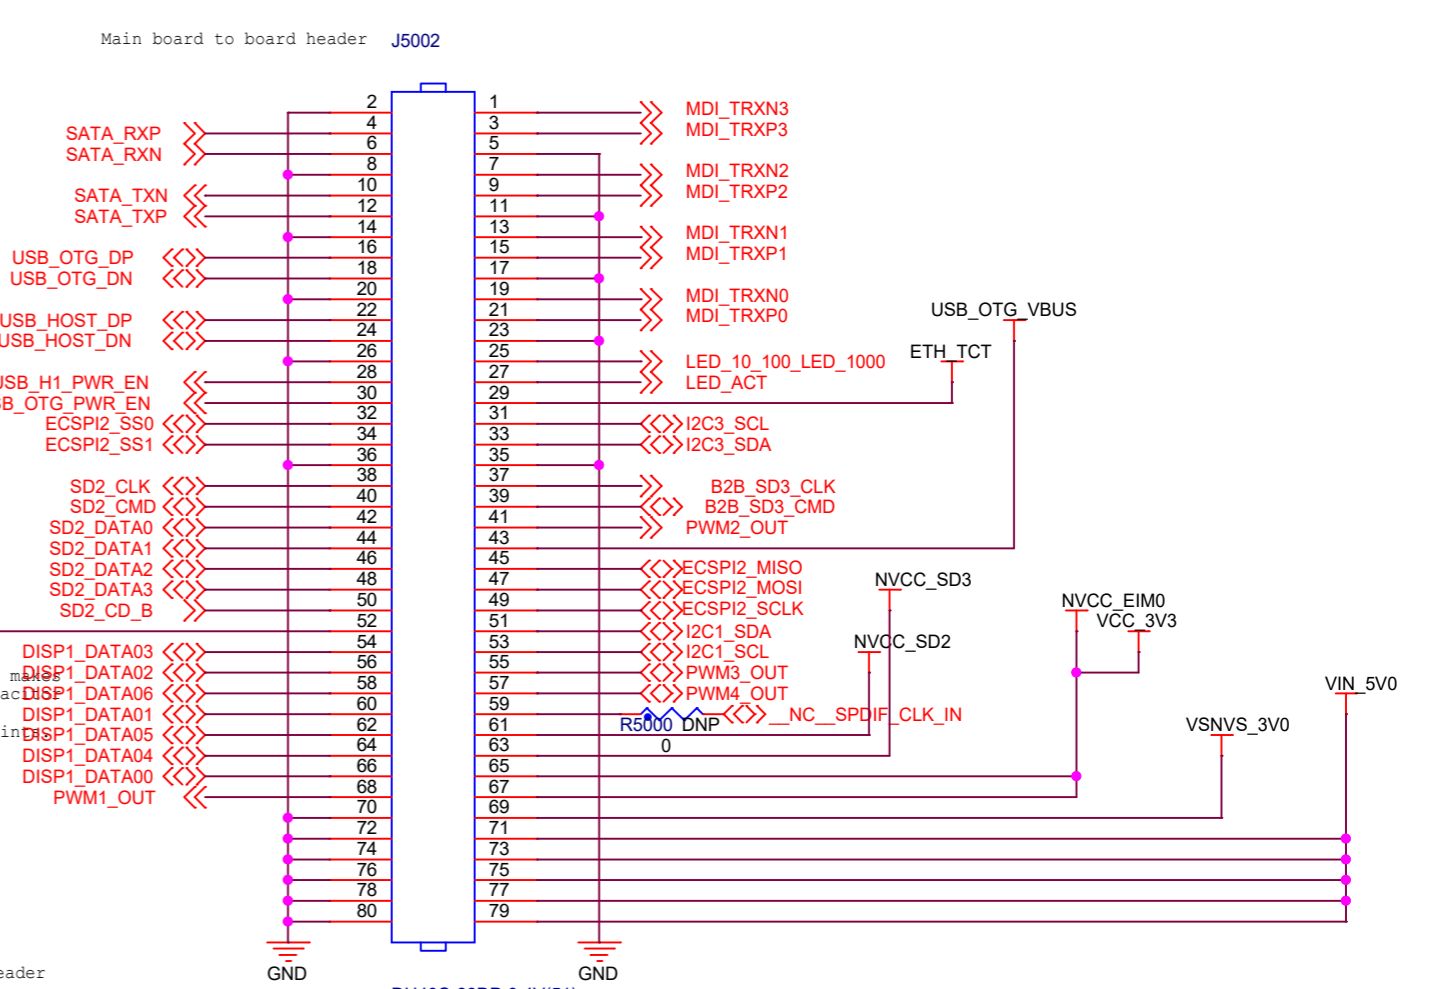 Main board to board header J5002
2 1 MDI_TRXN3
SATA_RXP 4 3 MDI_TRXP3
SATA_RXN 6 5
8 7 MDI_TRXN2
SATA_TXN 10 9 MDI_TRXP2
SATA_TXP 12 11
14 13 MDI_TRXN1
USB_OTG_DP 16 15 MDI_TRXP1
USB_OTG_DN 18 17
20 19 MDI_TRXN0
USB_HOST_DP 22 21 MDI_TRXP0
USB_OTG_VBUS
USB_HOST_DN 24 23
26 25 LED_10_100_LED_1000
ETH_TCT
USB_H1_PWR_EN 28 27 LED_ACT
B_OTG_PWR_EN 30 29
ECSPI2_SS0 32 31 I2C3_SCL
ECSPI2_SS1 34 33 I2C3_SDA
36 35
SD2_CLK 38 37 B2B_SD3_CLK
SD2_CMD 40 39 B2B_SD3_CMD
SD2_DATA0 42 41 PWM2_OUT
SD2_DATA1 44 43
SD2_DATA2 46 45 ECSPI2_MISO
SD2_DATA3 48 47 ECSPI2_MOSI
NVCC_SD3
SD2_CD_B 50 49 ECSPI2_SCLK
NVCC_EIM0
VCC_3V3
52 51 I2C1_SDA
DISP1_DATA03 54 53 I2C1_SCL
NVCC_SD2
makes
DISP1_DATA02 56 55 PWM3_OUT
DISP1_DATA06 58 57 PWM4_OUT
VIN_5V0
DISP1_DATA01 60 59 R5000 DNP __NC__SPDIF_CLK_IN
0
DISP1_DATA05 62 61
VSNVS_3V0
DISP1_DATA04 64 63
DISP1_DATA00 66 65
PWM1_OUT 68 67
70 69
72 71
74 73
76 75
78 77
80 79
GND GND
eader